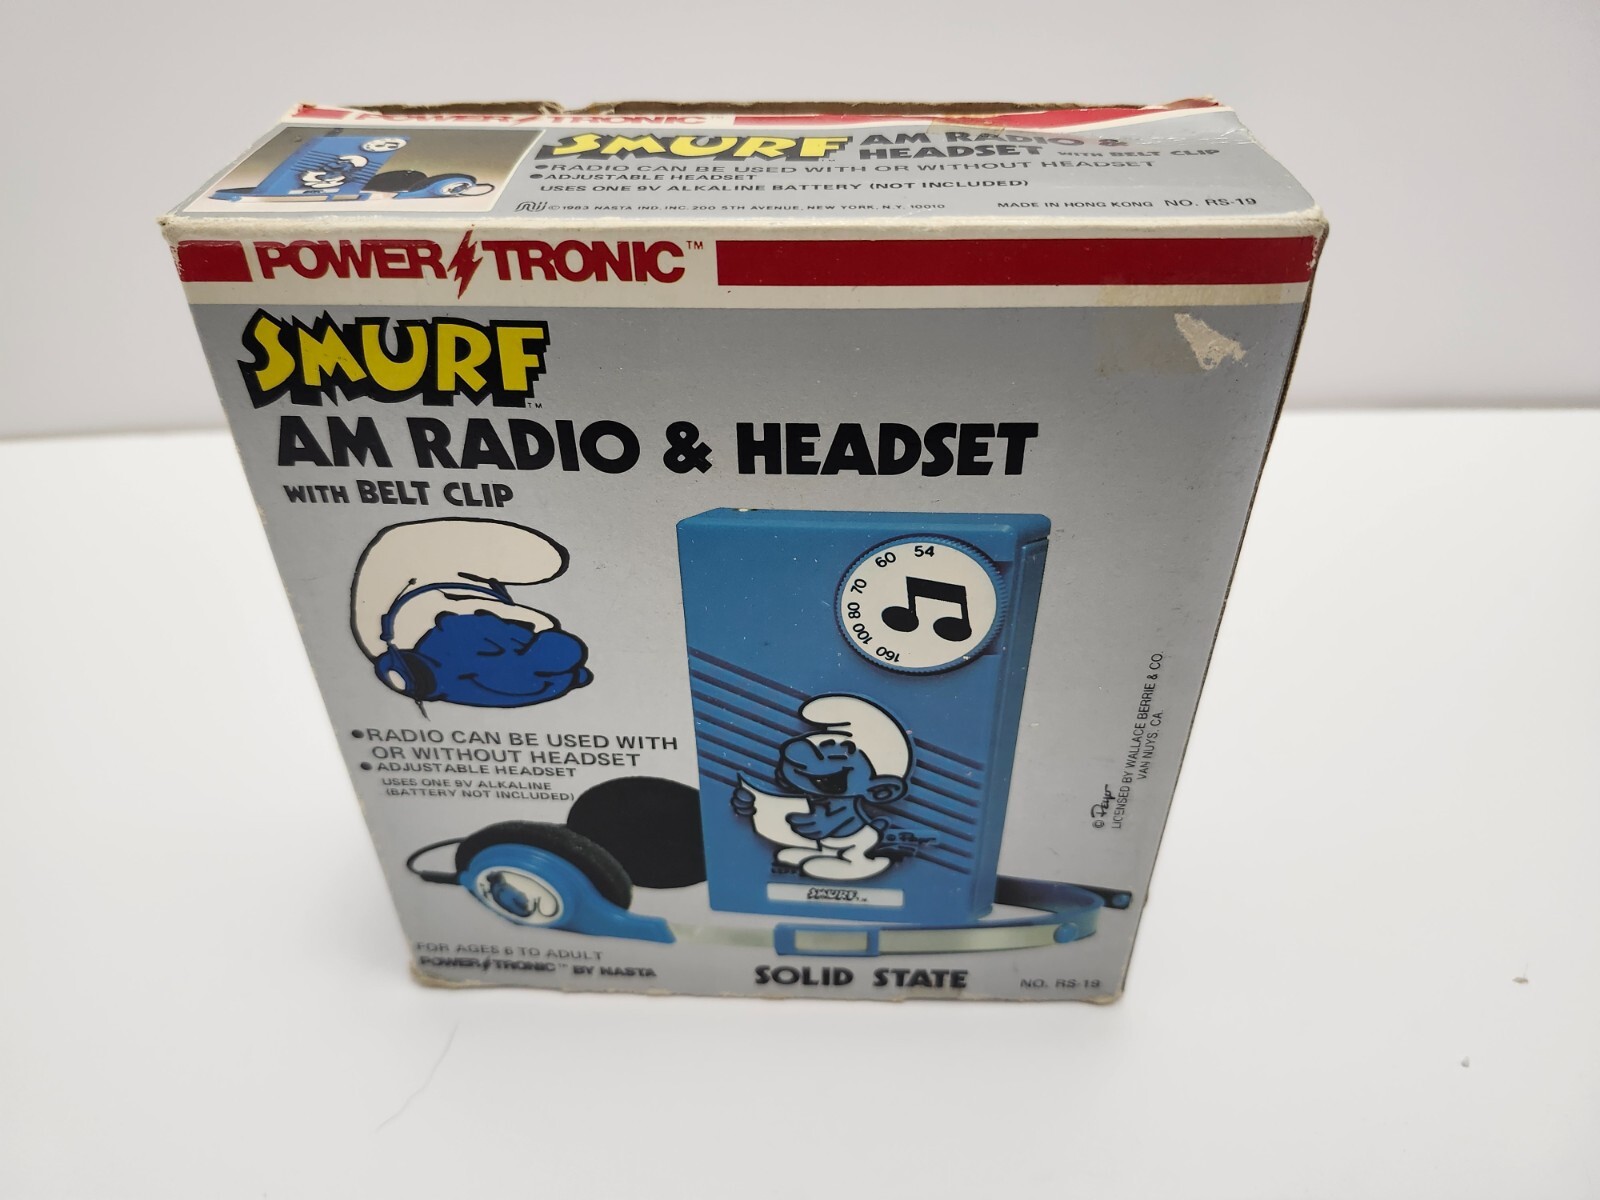 POWER TRONIC™
SMURF™ AM RADIO &
HEADSET WITH BELT CLIP
●RADIO CAN BE USED WITH OR WITHOUT HEADSET
●ADJUSTABLE HEADSET
USES ONE 9V ALKALINE BATTERY (NOT INCLUDED)
©1983 NASTA IND. INC. 200 5TH AVENUE, NEW YORK, N.Y. 10010 MADE IN HONG KONG NO. RS-19
POWER TRONIC™
SMURF™
AM RADIO & HEADSET
WITH BELT CLIP
54
60
70
80
100
160
●RADIO CAN BE USED WITH
OR WITHOUT HEADSET
●ADJUSTABLE HEADSET
USES ONE 9V ALKALINE
(BATTERY NOT INCLUDED)
© Peyo
SMURF™
© Peyo
LICENSED BY WALLACE BERRIE & CO.
VAN NUYS, CA.
FOR AGES 6 TO ADULT
POWER TRONIC™ BY NASTA
SOLID STATE
NO. RS-19